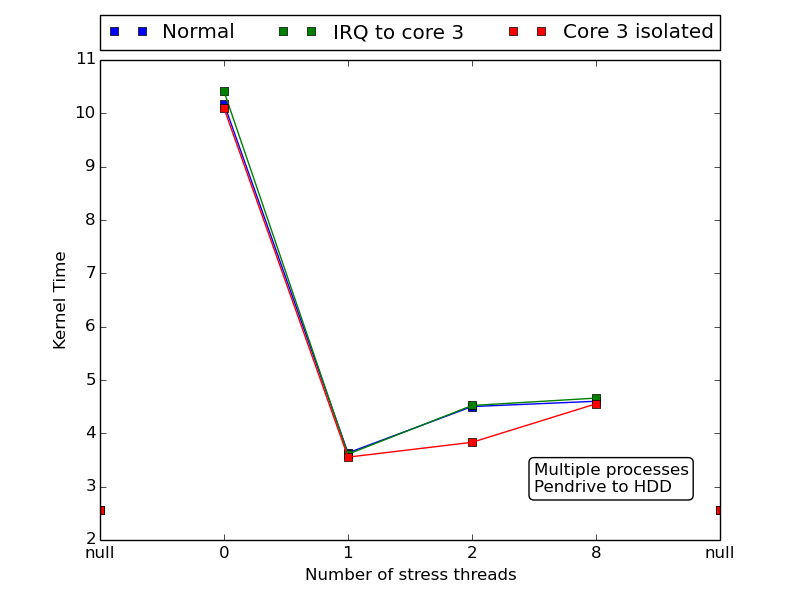 Normal IRQ to core 3 Core 3 isolated
11
10
9
8
7
6
5
4
3
2
Kernel Time
Multiple processes
Pendrive to HDD
null 0 1 2 8 null
Number of stress threads